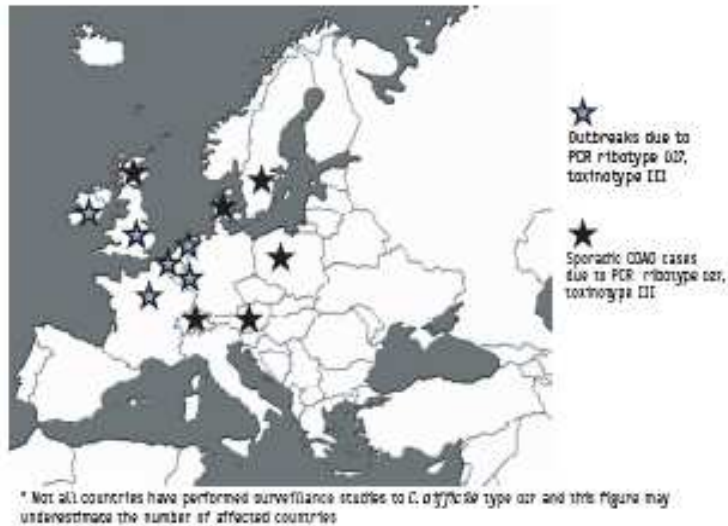 Outbreaks due to
PCR ribotype 027,
toxinotype III
Sporadic CDAD cases
due to PCR ribotype 027,
toxinotype III
* Not all countries have performed surveillance studies to C. difficile type 027 and this figure may
underestimate the number of affected countries